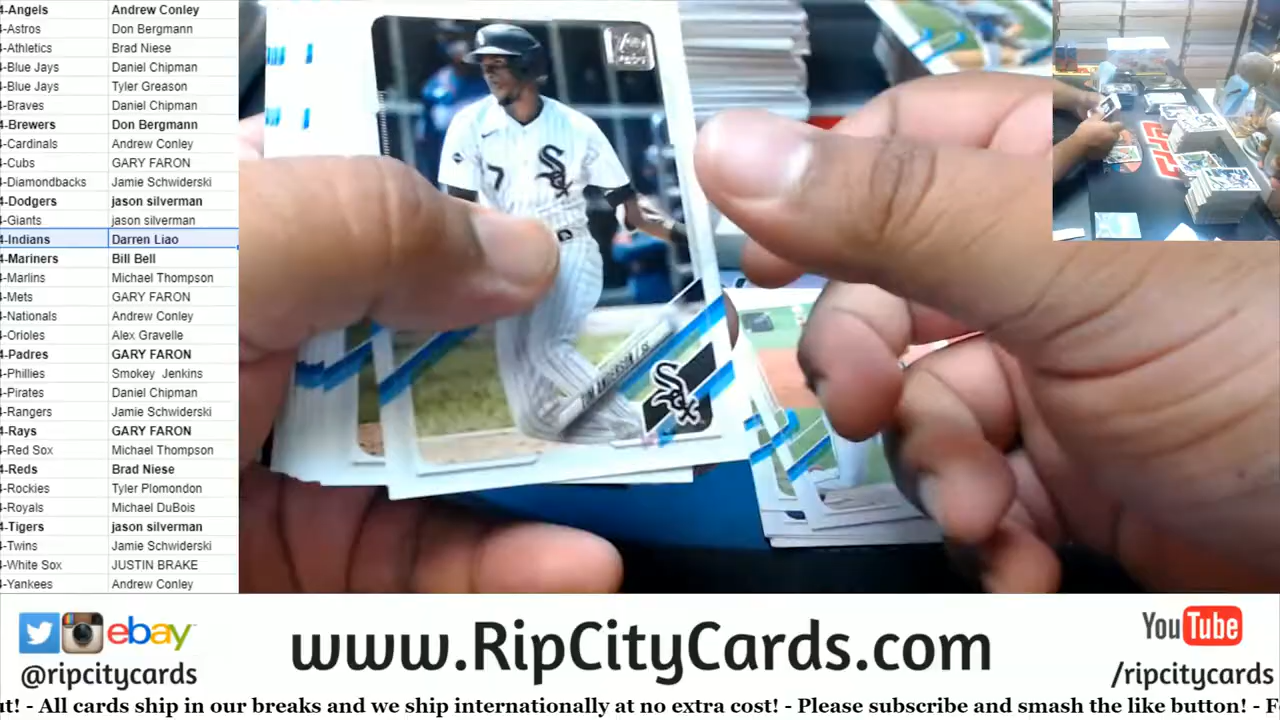 4-Angels Andrew Conley
4-Astros Don Bergmann
4-Athletics Brad Niese
4-Blue Jays Daniel Chipman
4-Blue Jays Tyler Greason
4-Braves Daniel Chipman
4-Brewers Don Bergmann
4-Cardinals Andrew Conley
4-Cubs GARY FARON
4-Diamondbacks Jamie Schwiderski
4-Dodgers jason silverman
4-Giants jason silverman
4-Indians Darren Liao
4-Mariners Bill Bell
4-Marlins Michael Thompson
4-Mets GARY FARON
4-Nationals Andrew Conley
4-Orioles Alex Gravelle
4-Padres GARY FARON
4-Phillies Smokey Jenkins
4-Pirates Daniel Chipman
4-Rangers Jamie Schwiderski
4-Rays GARY FARON
4-Red Sox Michael Thompson
4-Reds Brad Niese
4-Rockies Tyler Plomondon
4-Royals Michael DuBois
4-Tigers jason silverman
4-Twins Jamie Schwiderski
4-White Sox JUSTIN BRAKE
4-Yankees Andrew Conley
7
Sox
TIM ANDERSON / SS
Sox
ebay
@ripcitycards
www.RipCityCards.com
YouTube
/ripcitycards
ut! - All cards ship in our breaks and we ship internationally at no extra cost! - Please subscribe and smash the like button! - F